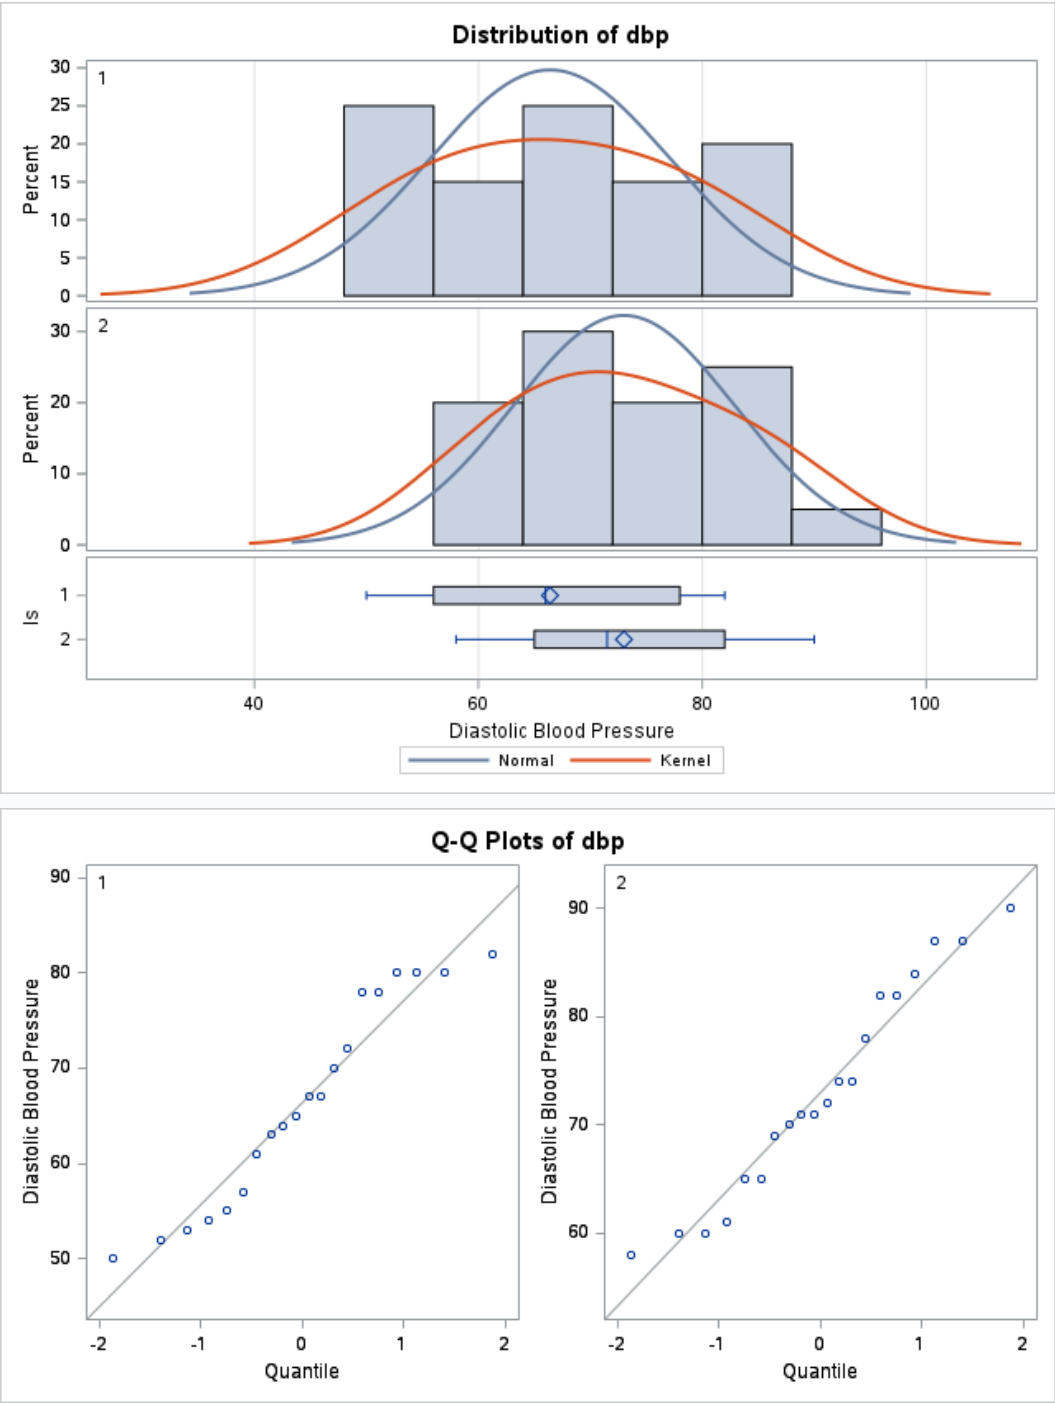 Distribution of dbp
1
30
25
20
15
10
5
0
Percent
2
30
20
10
0
Percent
1
2
ls
40 60 80 100
Diastolic Blood Pressure
Normal Kernel
Q-Q Plots of dbp
1
90
80
70
60
50
Diastolic Blood Pressure
-2 -1 0 1 2
Quantile
2
90
80
70
60
Diastolic Blood Pressure
-2 -1 0 1 2
Quantile